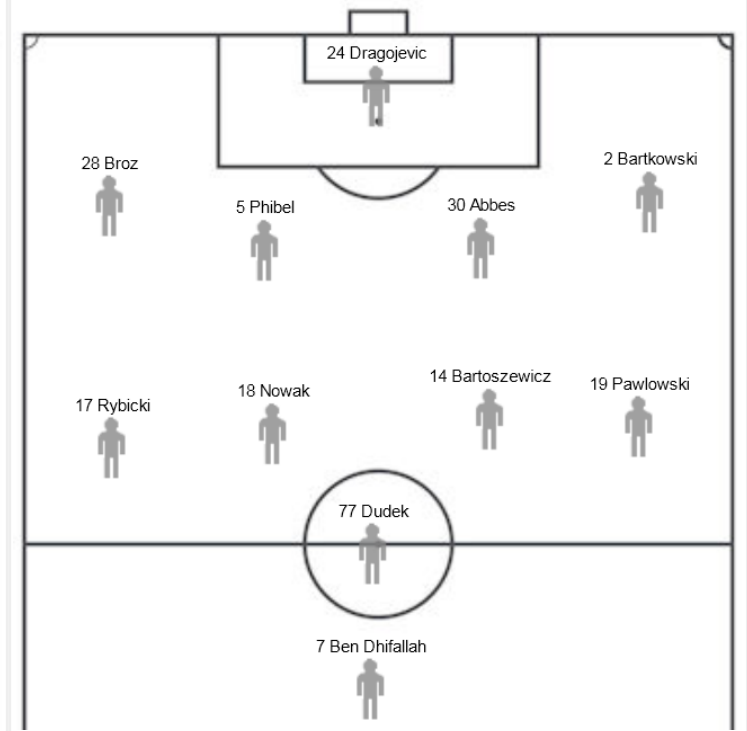 24 Dragojevic
28 Broz
2 Bartkowski
5 Phibel
30 Abbes
17 Rybicki
18 Nowak
14 Bartoszewicz
19 Pawlowski
77 Dudek
7 Ben Dhifallah